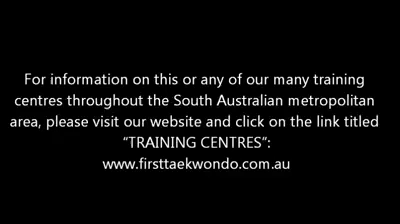 For information on this or any of our many training
centres throughout the South Australian metropolitan
area, please visit our website and click on the link titled
“TRAINING CENTRES”:
www.firsttaekwondo.com.au